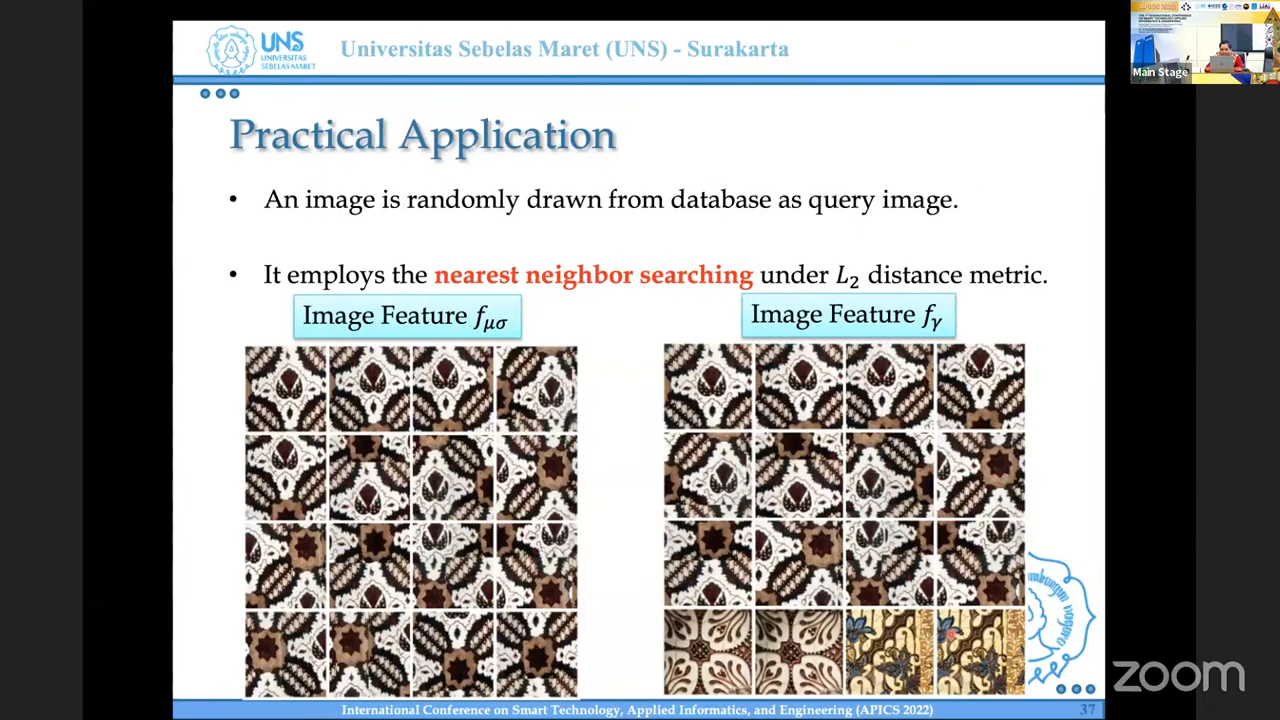 UNS
UNIVERSITAS
SEBELAS MARET
Universitas Sebelas Maret (UNS) - Surakarta
Main Stage
Practical Application
• An image is randomly drawn from database as query image.
• It employs the nearest neighbor searching under L₂ distance metric.
Image Feature f_μσ
Image Feature f_γ
zoom
International Conference on Smart Technology, Applied Informatics, and Engineering (APICS 2022)
37